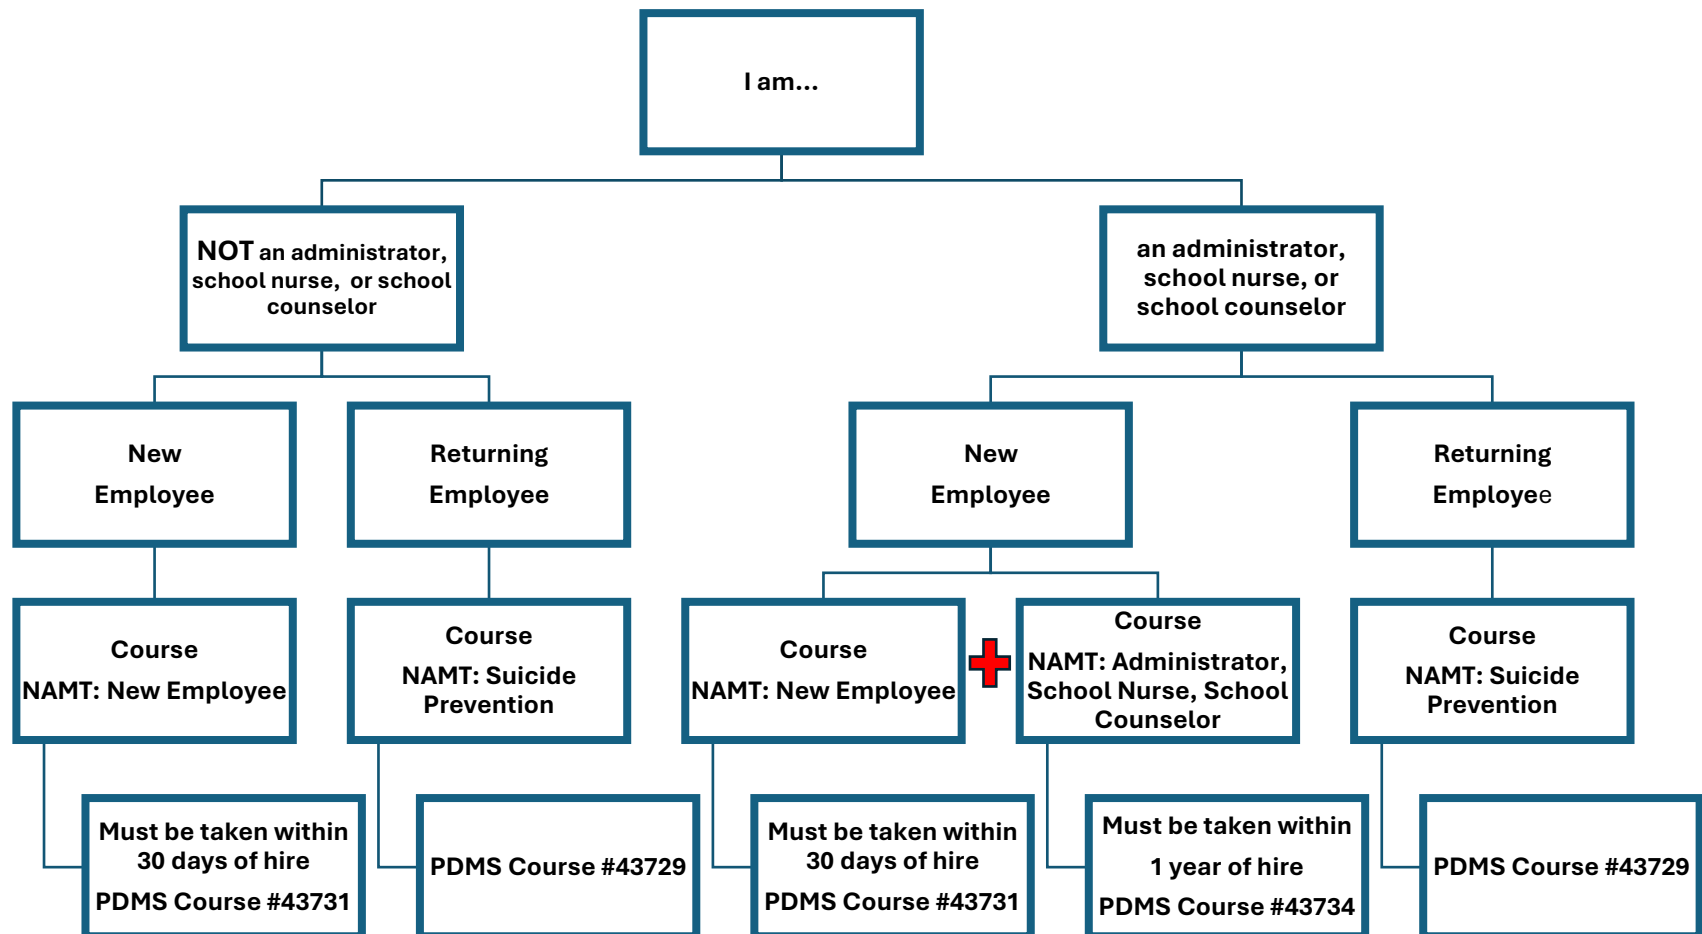 I am...
NOT an administrator,
school nurse, or school
counselor
an administrator,
school nurse, or
school counselor
New
Employee
Returning
Employee
New
Employee
Returning
Employee
Course
NAMT: New Employee
Course
NAMT: Suicide
Prevention
Course
NAMT: New Employee
Course
NAMT: Administrator,
School Nurse, School
Counselor
Course
NAMT: Suicide
Prevention
Must be taken within
30 days of hire
PDMS Course #43731
PDMS Course #43729
Must be taken within
30 days of hire
PDMS Course #43731
Must be taken within
1 year of hire
PDMS Course #43734
PDMS Course #43729